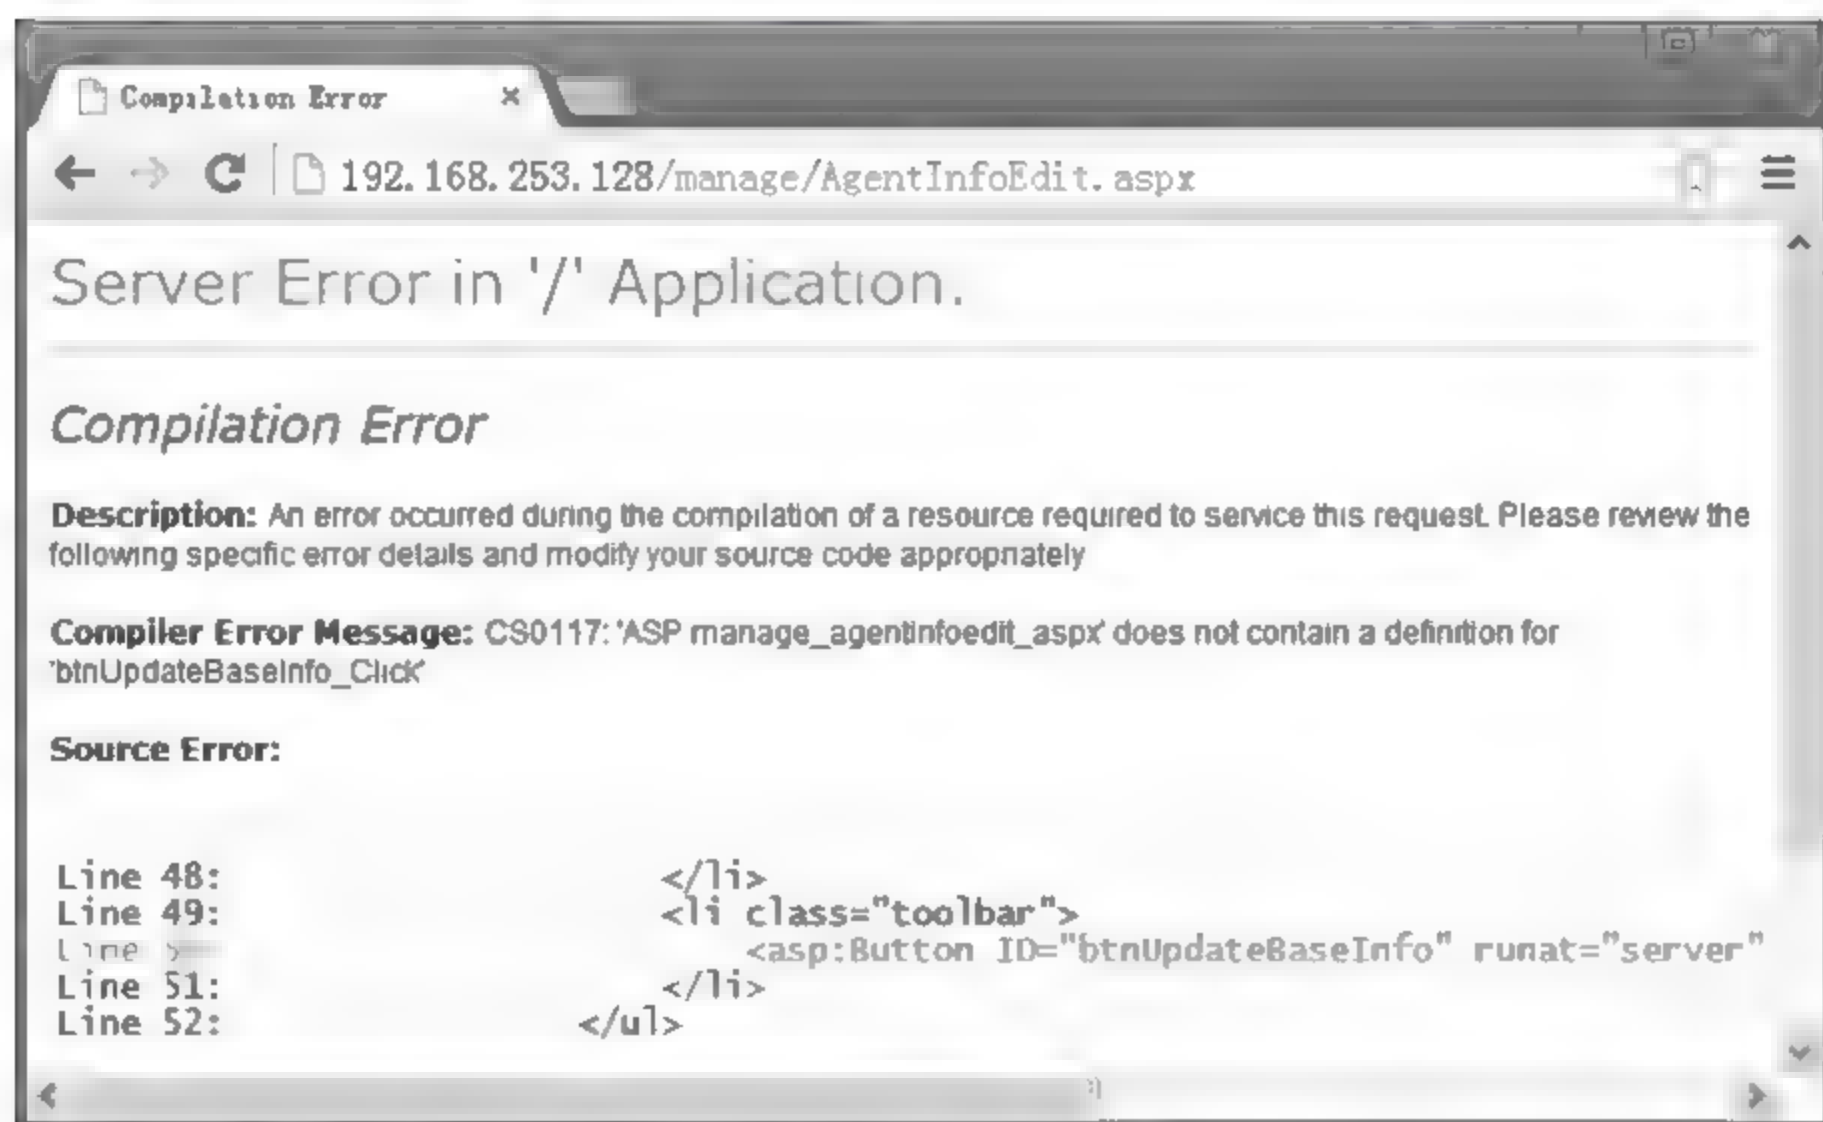 Compilation Error
192.168.253.128/manage/AgentInfoEdit.aspx
Server Error in '/' Application.
Compilation Error
Description: An error occurred during the compilation of a resource required to service this request. Please review the
following specific error details and modify your source code appropriately
Compiler Error Message: CS0117: 'ASP manage_agentinfoedit_aspx' does not contain a definition for
'btnUpdateBaseInfo_Click'
Source Error:
Line 48: </li>
Line 49: <li class="toolbar">
Line <asp:Button ID="btnUpdateBaseInfo" runat="server"
Line 51: </li>
Line 52: </ul>